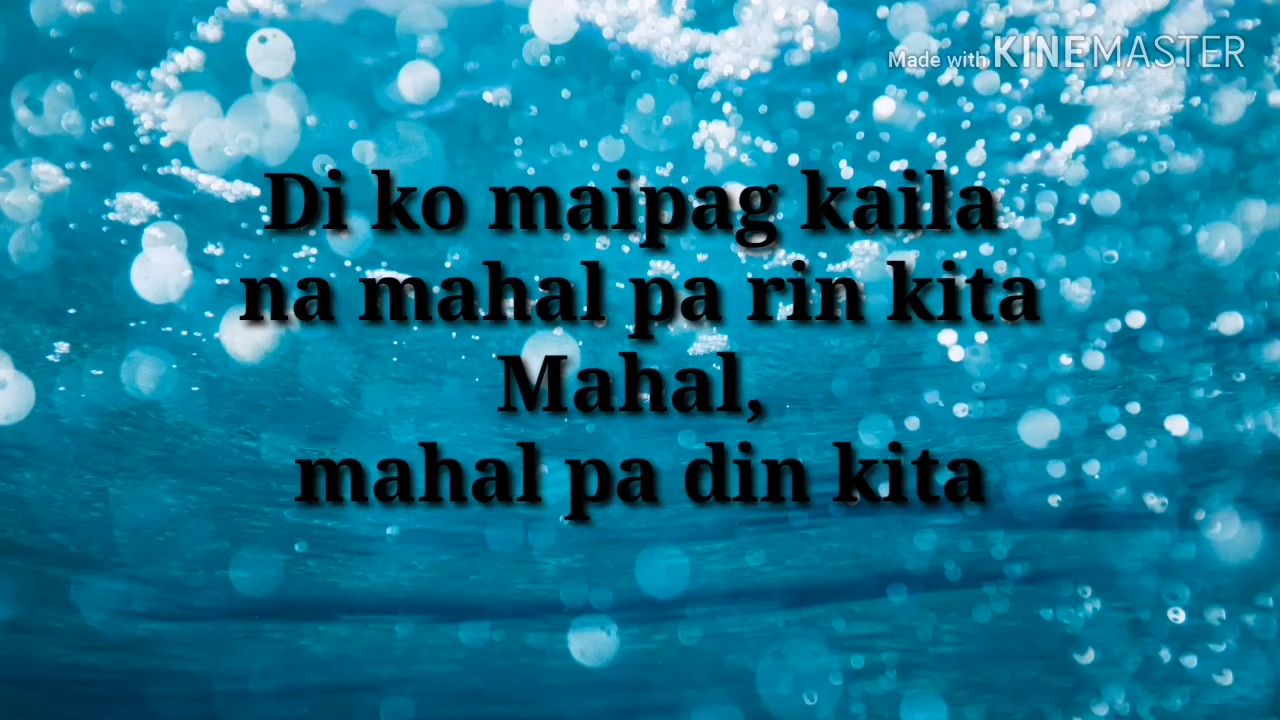 Made with KINEMASTER
Di ko maipag kaila
na mahal pa rin kita
Mahal,
mahal pa din kita